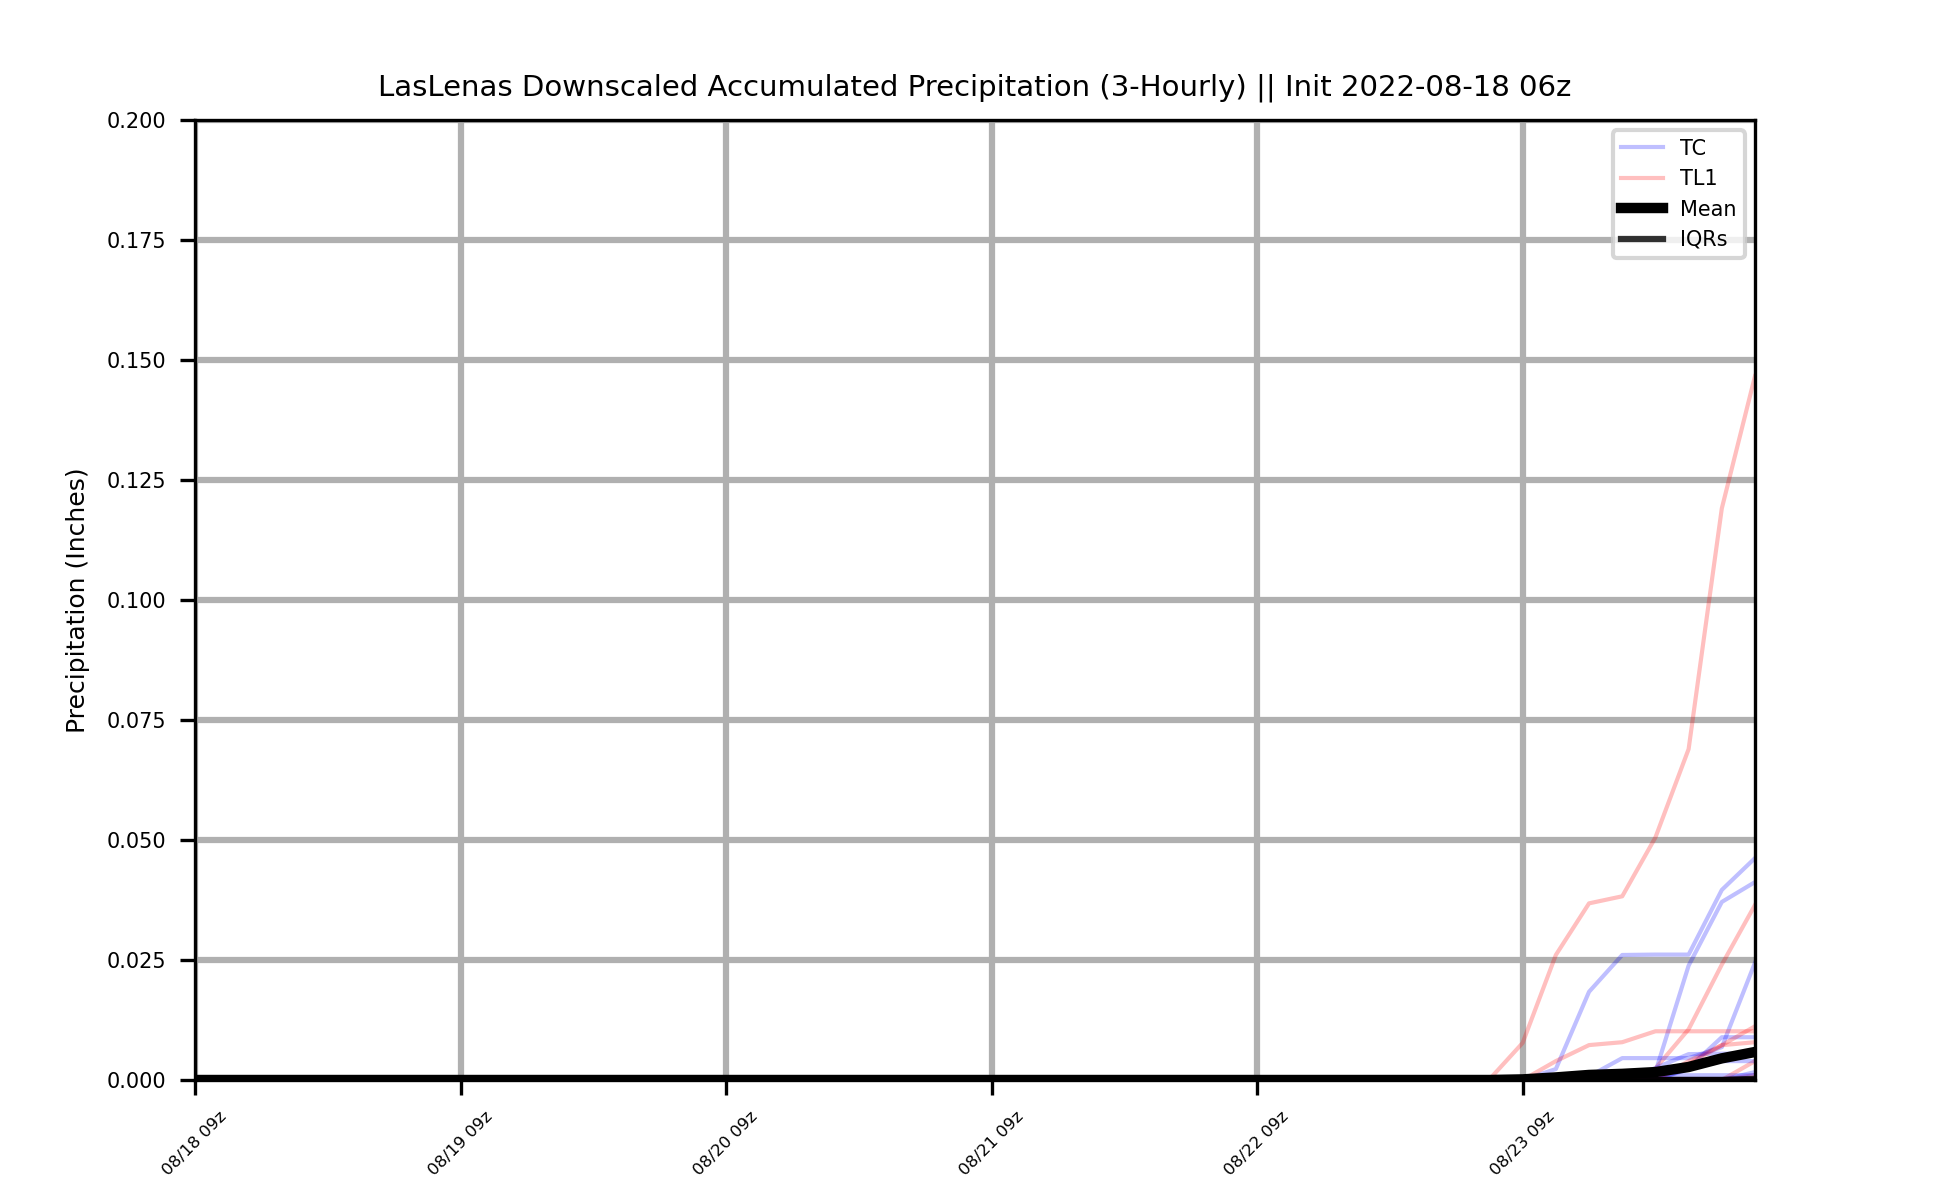 LasLenas Downscaled Accumulated Precipitation (3-Hourly) || Init 2022-08-18 06z
TC
TL1
Mean
IQRs
Precipitation (Inches)
0.200
0.175
0.150
0.125
0.100
0.075
0.050
0.025
0.000
08/18 09z
08/19 09z
08/20 09z
08/21 09z
08/22 09z
08/23 09z